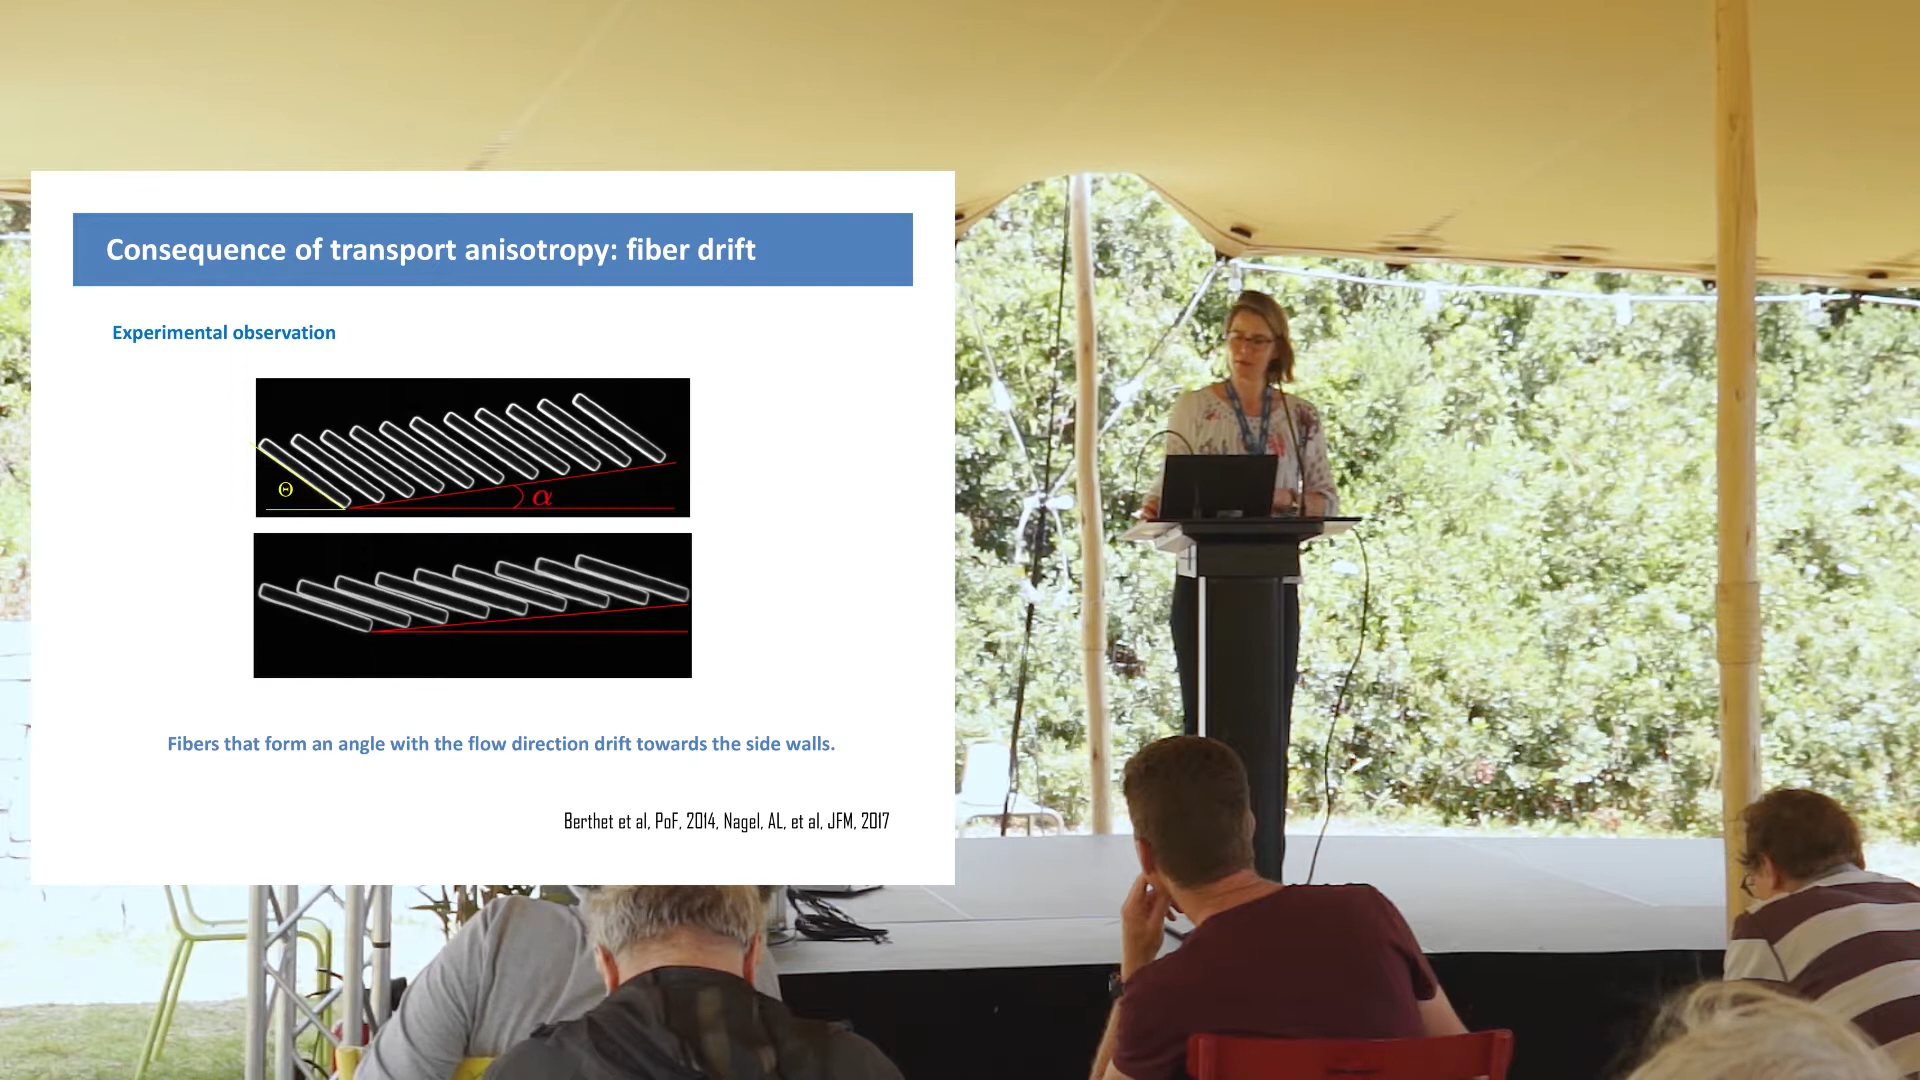 Consequence of transport anisotropy: fiber drift
Experimental observation
Θ
α
Fibers that form an angle with the flow direction drift towards the side walls.
Berthet et al, PoF, 2014, Nagel, AL, et al, JFM, 2017